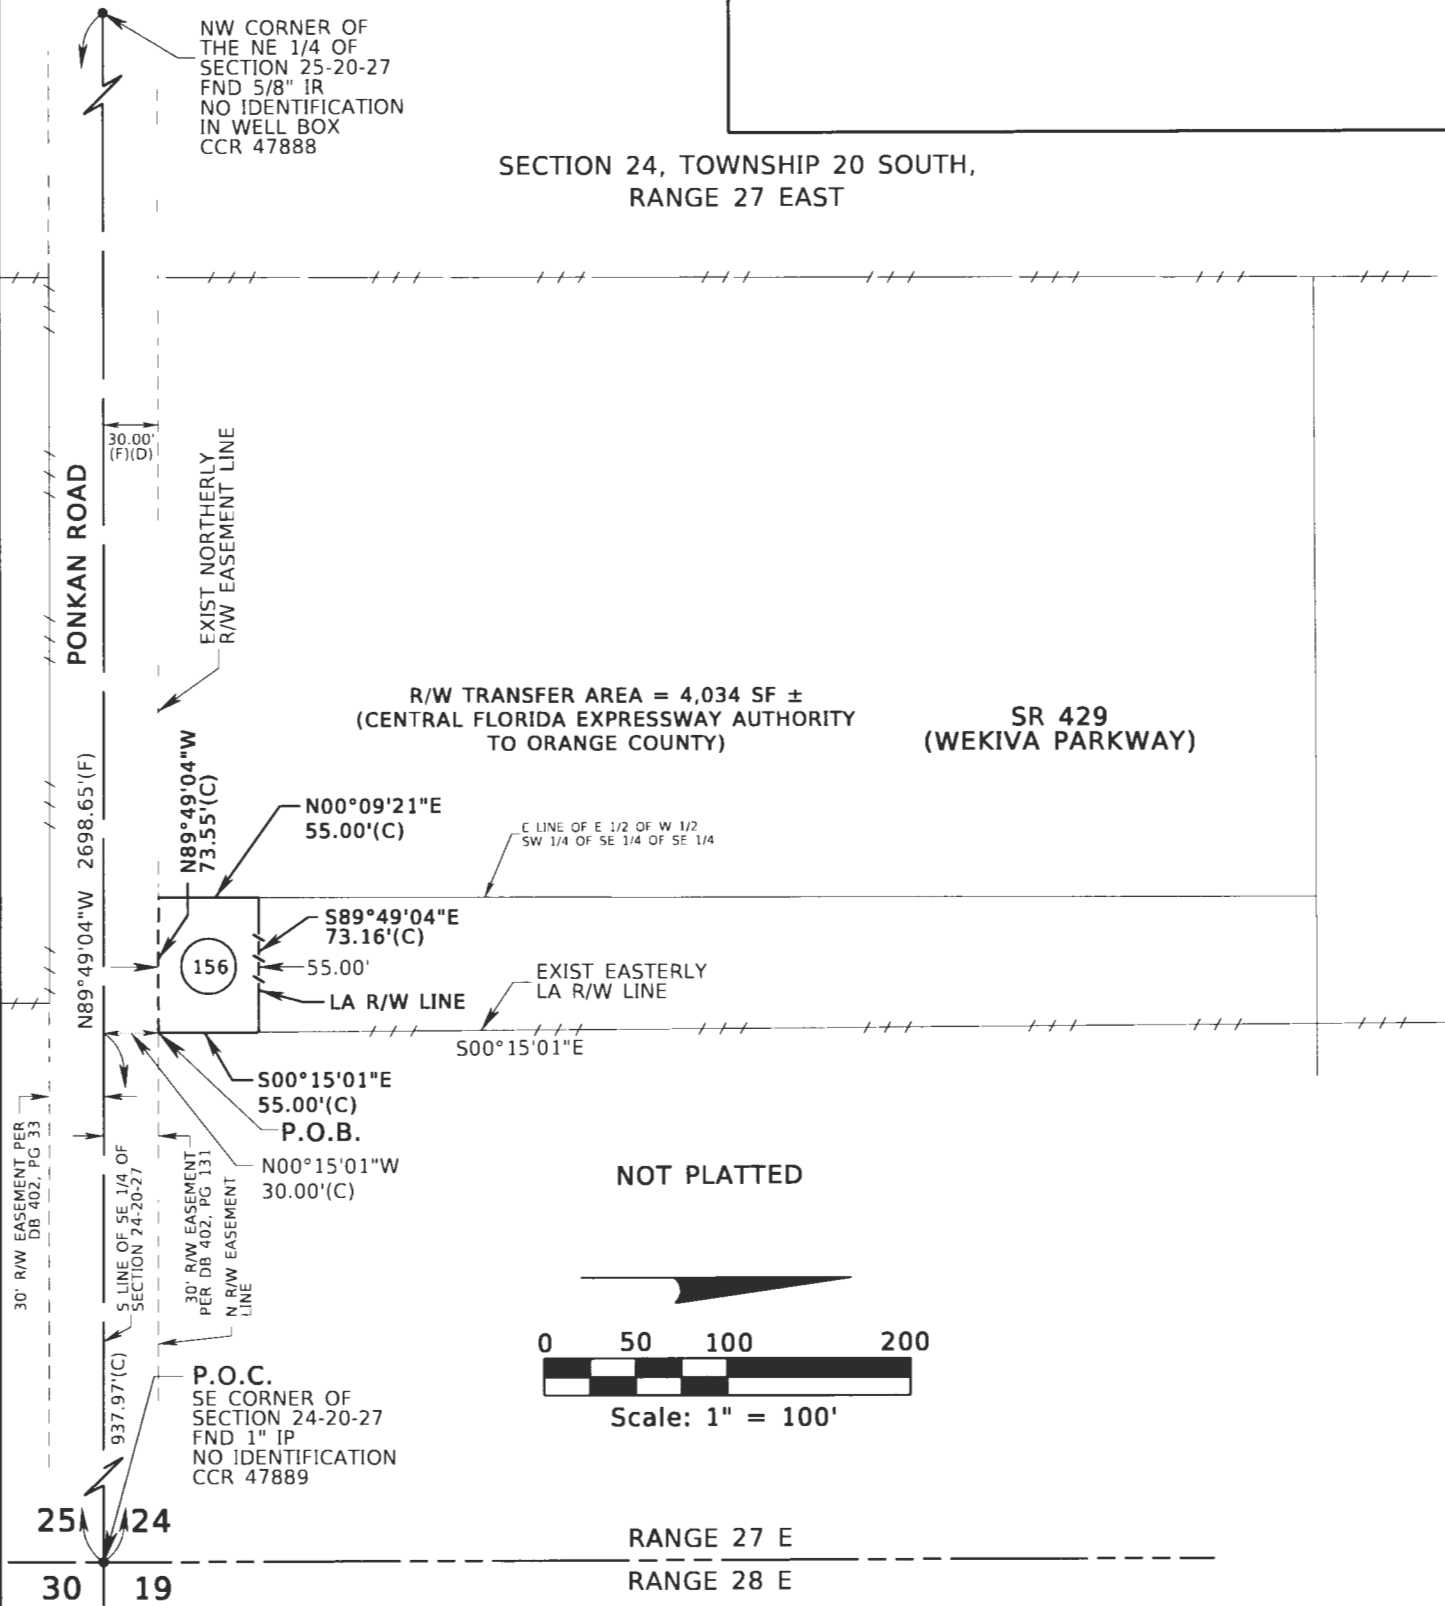 NW CORNER OF
THE NE 1/4 OF
SECTION 25-20-27
FND 5/8" IR
NO IDENTIFICATION
IN WELL BOX
CCR 47888
SECTION 24, TOWNSHIP 20 SOUTH,
RANGE 27 EAST
30.00'
(F)(D)
PONKAN ROAD
EXIST NORTHERLY
R/W EASEMENT LINE
R/W TRANSFER AREA = 4,034 SF ±
(CENTRAL FLORIDA EXPRESSWAY AUTHORITY
TO ORANGE COUNTY)
SR 429
(WEKIVA PARKWAY)
N89°49'04"W 2698.65'(F)
N89°49'04"W
73.55'(C)
N00°09'21"E
55.00'(C)
C LINE OF E 1/2 OF W 1/2
SW 1/4 OF SE 1/4 OF SE 1/4
S89°49'04"E
73.16'(C)
156
55.00'
LA R/W LINE
EXIST EASTERLY
LA R/W LINE
S00°15'01"E
S00°15'01"E
55.00'(C)
P.O.B.
N00°15'01"W
30.00'(C)
NOT PLATTED
30' R/W EASEMENT PER
DB 402, PG 33
S LINE OF SE 1/4 OF
SECTION 24-20-27
30' R/W EASEMENT
PER DB 402, PG 131
N R/W EASEMENT
LINE
937.97'(C)
0 50 100 200
Scale: 1" = 100'
P.O.C.
SE CORNER OF
SECTION 24-20-27
FND 1" IP
NO IDENTIFICATION
CCR 47889
25 24
30 19
RANGE 27 E
RANGE 28 E